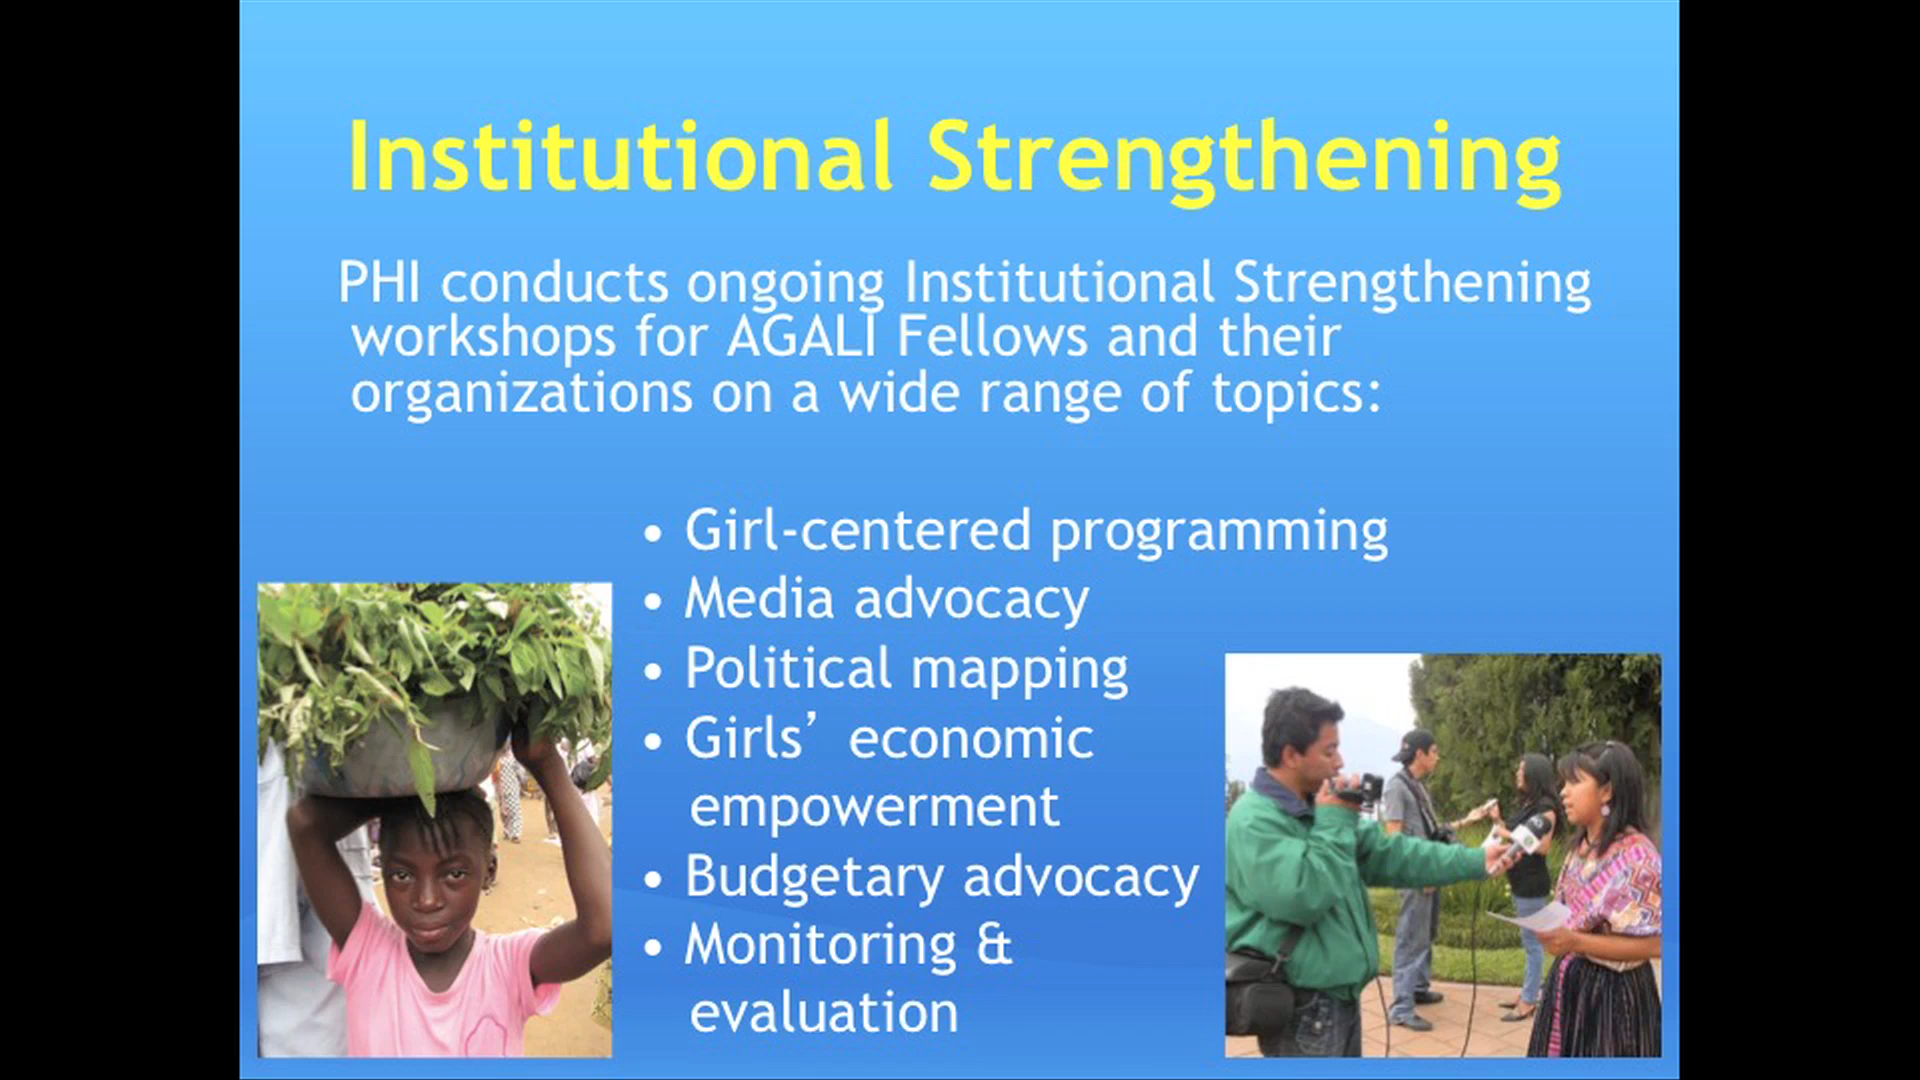 Institutional Strengthening
PHI conducts ongoing Institutional Strengthening
workshops for AGALI Fellows and their
organizations on a wide range of topics:
• Girl-centered programming
• Media advocacy
• Political mapping
• Girls’ economic
empowerment
• Budgetary advocacy
• Monitoring &
evaluation